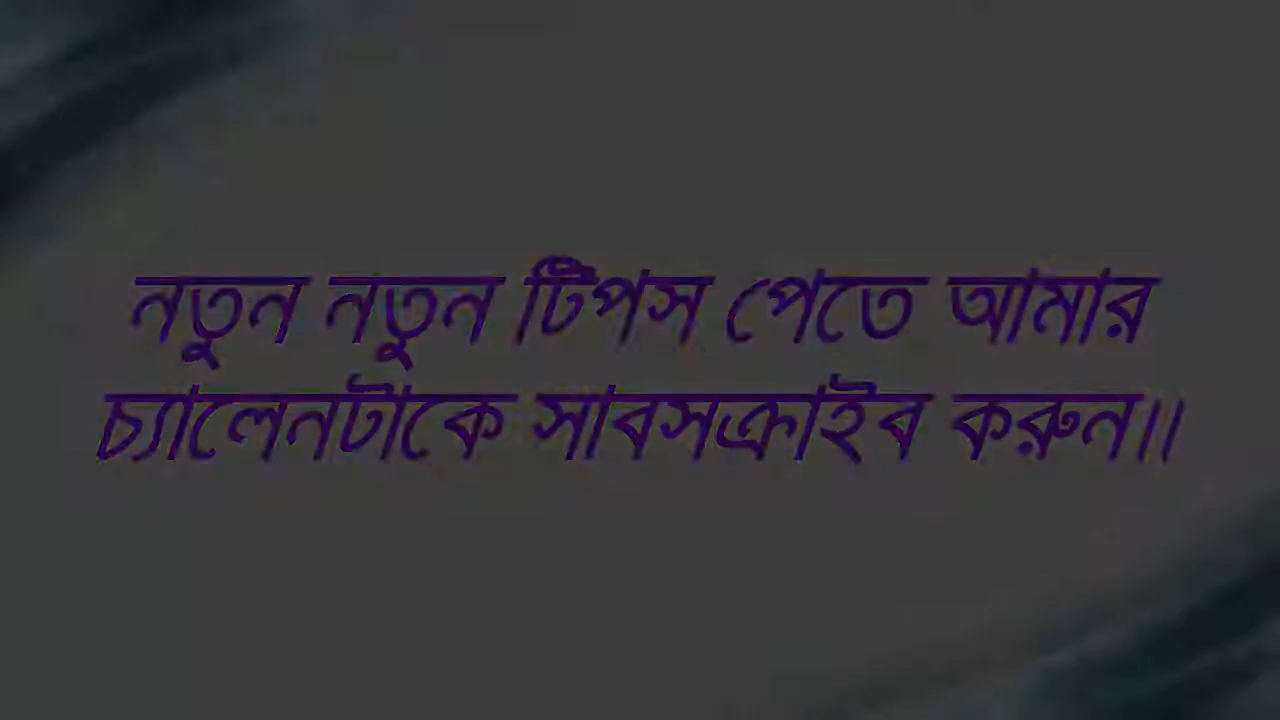 নতুন নতুন টিপস পেতে আমার
চ্যালেনটাকে সাবসক্রাইব করুন।।